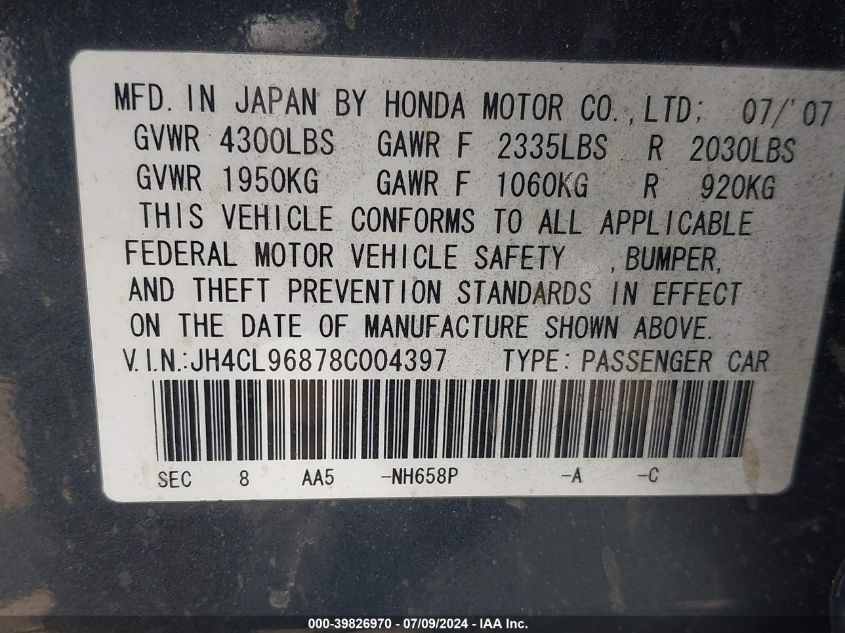 MFD. IN JAPAN BY HONDA MOTOR CO., LTD; 07/'07
GVWR 4300LBS GAWR F 2335LBS R 2030LBS
GVWR 1950KG GAWR F 1060KG R 920KG
THIS VEHICLE CONFORMS TO ALL APPLICABLE
FEDERAL MOTOR VEHICLE SAFETY , BUMPER,
AND THEFT PREVENTION STANDARDS IN EFFECT
ON THE DATE OF MANUFACTURE SHOWN ABOVE.
V.I.N.:JH4CL96878C004397 TYPE: PASSENGER CAR
SEC 8 AA5 -NH658P -A -C
000-39826970 / 07/09/2024 - IAA Inc.